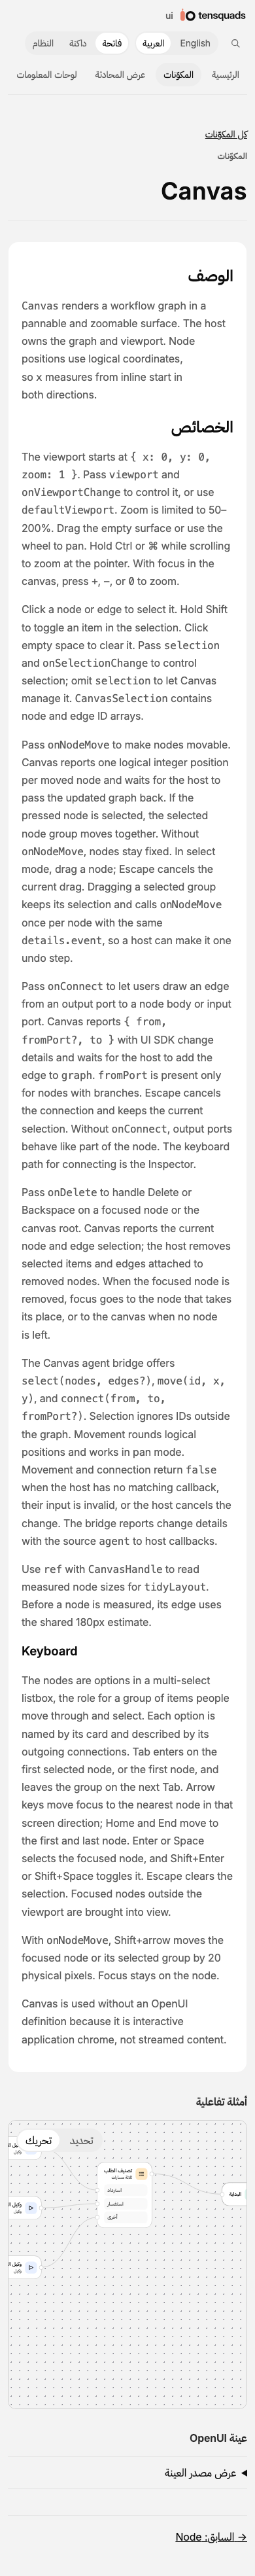 tensquads ui
English العربية فاتحة داكنة النظام
الرئيسية المكوّنات عرض المحادثة لوحات المعلومات
كل المكوّنات
المكوّنات
Canvas
الوصف
Canvas renders a workflow graph in a
pannable and zoomable surface. The host
owns the graph and viewport. Node
positions use logical coordinates,
so x measures from inline start in
both directions.
الخصائص
The viewport starts at { x: 0, y: 0,
zoom: 1 }. Pass viewport and
onViewportChange to control it, or use
defaultViewport. Zoom is limited to 50–
200%. Drag the empty surface or use the
wheel to pan. Hold Ctrl or ⌘ while scrolling
to zoom at the pointer. With focus in the
canvas, press +, −, or 0 to zoom.
Click a node or edge to select it. Hold Shift
to toggle an item in the selection. Click
empty space to clear it. Pass selection
and onSelectionChange to control
selection; omit selection to let Canvas
manage it. CanvasSelection contains
node and edge ID arrays.
Pass onNodeMove to make nodes movable.
Canvas reports one logical integer position
per moved node and waits for the host to
pass the updated graph back. If the
pressed node is selected, the selected
node group moves together. Without
onNodeMove, nodes stay fixed. In select
mode, drag a node; Escape cancels the
current drag. Dragging a selected group
keeps its selection and calls onNodeMove
once per node with the same
details.event, so a host can make it one
undo step.
Pass onConnect to let users draw an edge
from an output port to a node body or input
port. Canvas reports { from,
fromPort?, to } with UI SDK change
details and waits for the host to add the
edge to graph. fromPort is present only
for nodes with branches. Escape cancels
the connection and keeps the current
selection. Without onConnect, output ports
behave like part of the node. The keyboard
path for connecting is the Inspector.
Pass onDelete to handle Delete or
Backspace on a focused node or the
canvas root. Canvas reports the current
node and edge selection; the host removes
selected items and edges attached to
removed nodes. When the focused node is
removed, focus goes to the node that takes
its place, or to the canvas when no node
is left.
The Canvas agent bridge offers
select(nodes, edges?), move(id, x,
y), and connect(from, to,
fromPort?). Selection ignores IDs outside
the graph. Movement rounds logical
positions and works in pan mode.
Movement and connection return false
when the host has no matching callback,
their input is invalid, or the host cancels the
change. The bridge reports change details
with the source agent to host callbacks.
Use ref with CanvasHandle to read
measured node sizes for tidyLayout.
Before a node is measured, its edge uses
the shared 180px estimate.
Keyboard
The nodes are options in a multi-select
listbox, the role for a group of items people
move through and select. Each option is
named by its card and described by its
outgoing connections. Tab enters on the
first selected node, or the first node, and
leaves the group on the next Tab. Arrow
keys move focus to the nearest node in that
screen direction; Home and End move to
the first and last node. Enter or Space
selects the focused node, and Shift+Enter
or Shift+Space toggles it. Escape clears the
selection. Focused nodes outside the
viewport are brought into view.
With onNodeMove, Shift+arrow moves the
focused node or its selected group by 20
physical pixels. Focus stays on the node.
Canvas is used without an OpenUI
definition because it is interactive
application chrome, not streamed content.
أمثلة تفاعلية
تحديد تحريك
البداية
تصنيف الطلب
ثلاثة مسارات
استرداد
استفسار
أخرى
وكيل
وكيل
وكيل
عينة OpenUI
عرض مصدر العينة
→ السابق: Node